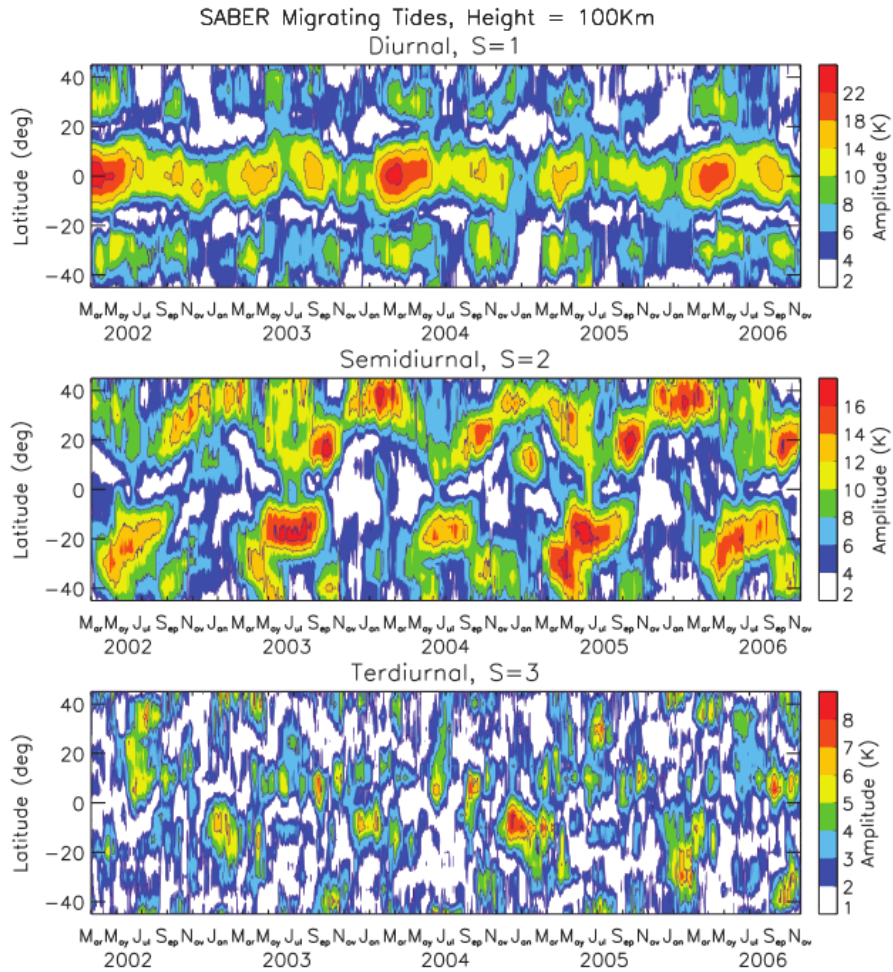 SABER Migrating Tides, Height = 100Km
Diurnal, S=1
Latitude (deg)
40
20
0
−20
−40
22
18
14
10
8
6
4
2
Amplitude (K)
Mar May Jul Sep Nov Jan Mar May Jul Sep Nov Jan Mar May Jul Sep Nov Jan Mar May Jul Sep Nov Jan Mar May Jul Sep Nov
2002 2003 2004 2005 2006
Semidiurnal, S=2
Latitude (deg)
40
20
0
−20
−40
16
14
12
10
8
6
4
2
Amplitude (K)
Mar May Jul Sep Nov Jan Mar May Jul Sep Nov Jan Mar May Jul Sep Nov Jan Mar May Jul Sep Nov Jan Mar May Jul Sep Nov
2002 2003 2004 2005 2006
Terdiurnal, S=3
Latitude (deg)
40
20
0
−20
−40
8
7
6
5
4
3
2
1
Amplitude (K)
Mar May Jul Sep Nov Jan Mar May Jul Sep Nov Jan Mar May Jul Sep Nov Jan Mar May Jul Sep Nov Jan Mar May Jul Sep Nov
2002 2003 2004 2005 2006